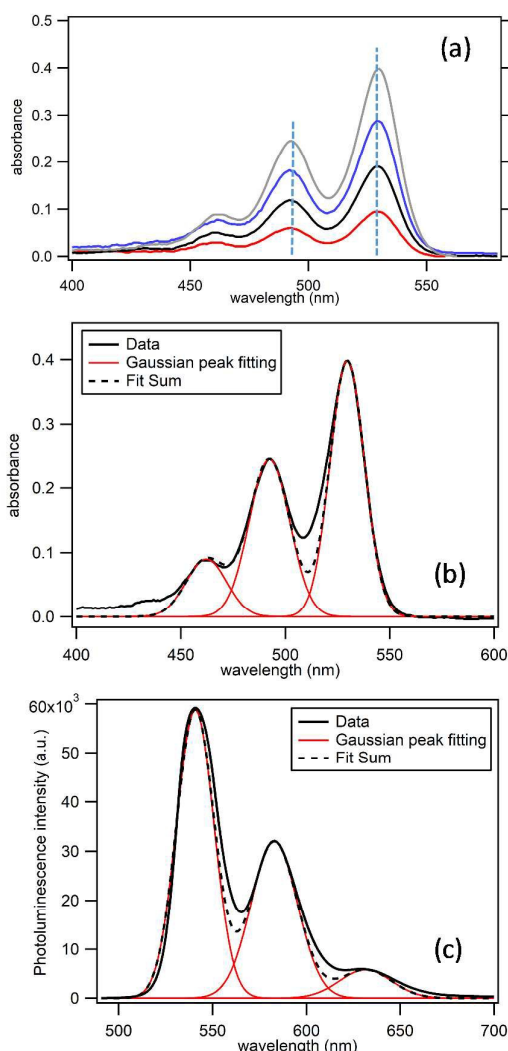 (a)
0.5
0.4
0.3
0.2
0.1
0.0
absorbance
400
450
500
550
wavelength (nm)
Data
Gaussian peak fitting
Fit Sum
(b)
0.4
0.3
0.2
0.1
0.0
absorbance
400
450
500
550
600
wavelength (nm)
60x10³
50
40
30
20
10
0
Photoluminescence intensity (a.u.)
Data
Gaussian peak fitting
Fit Sum
(c)
500
550
600
650
700
wavelength (nm)